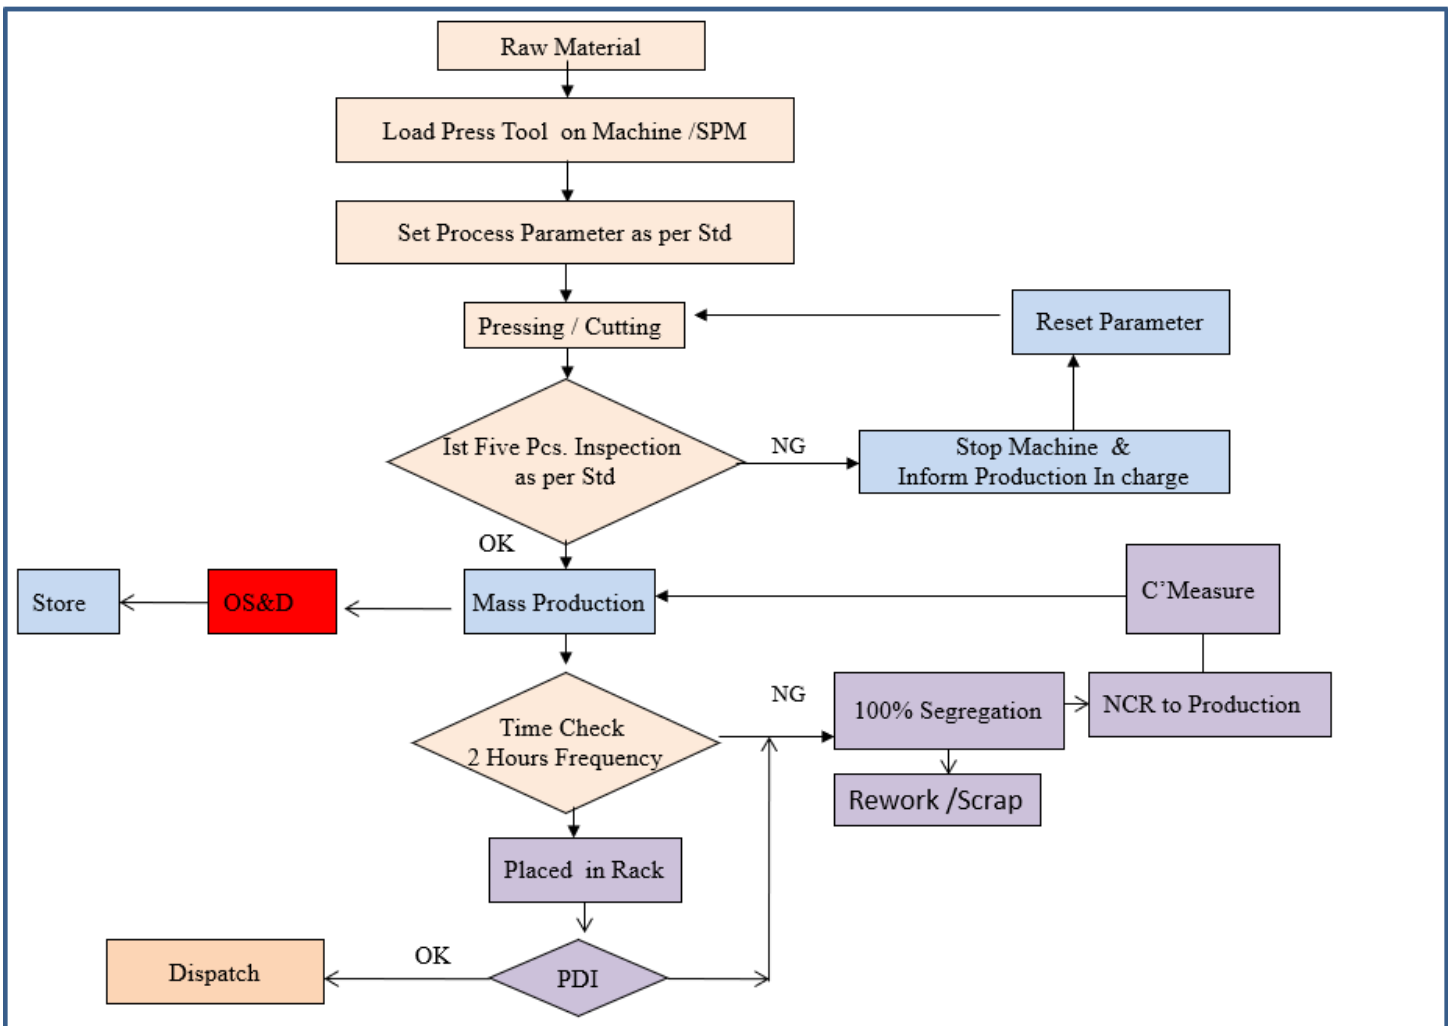 Raw Material
Load Press Tool on Machine /SPM
Set Process Parameter as per Std
Pressing / Cutting
Reset Parameter
Ist Five Pcs. Inspection
as per Std
NG
Stop Machine &
Inform Production In charge
OK
Store
OS&D
Mass Production
C’Measure
Time Check
2 Hours Frequency
NG
100% Segregation
NCR to Production
Rework /Scrap
Placed in Rack
Dispatch
OK
PDI